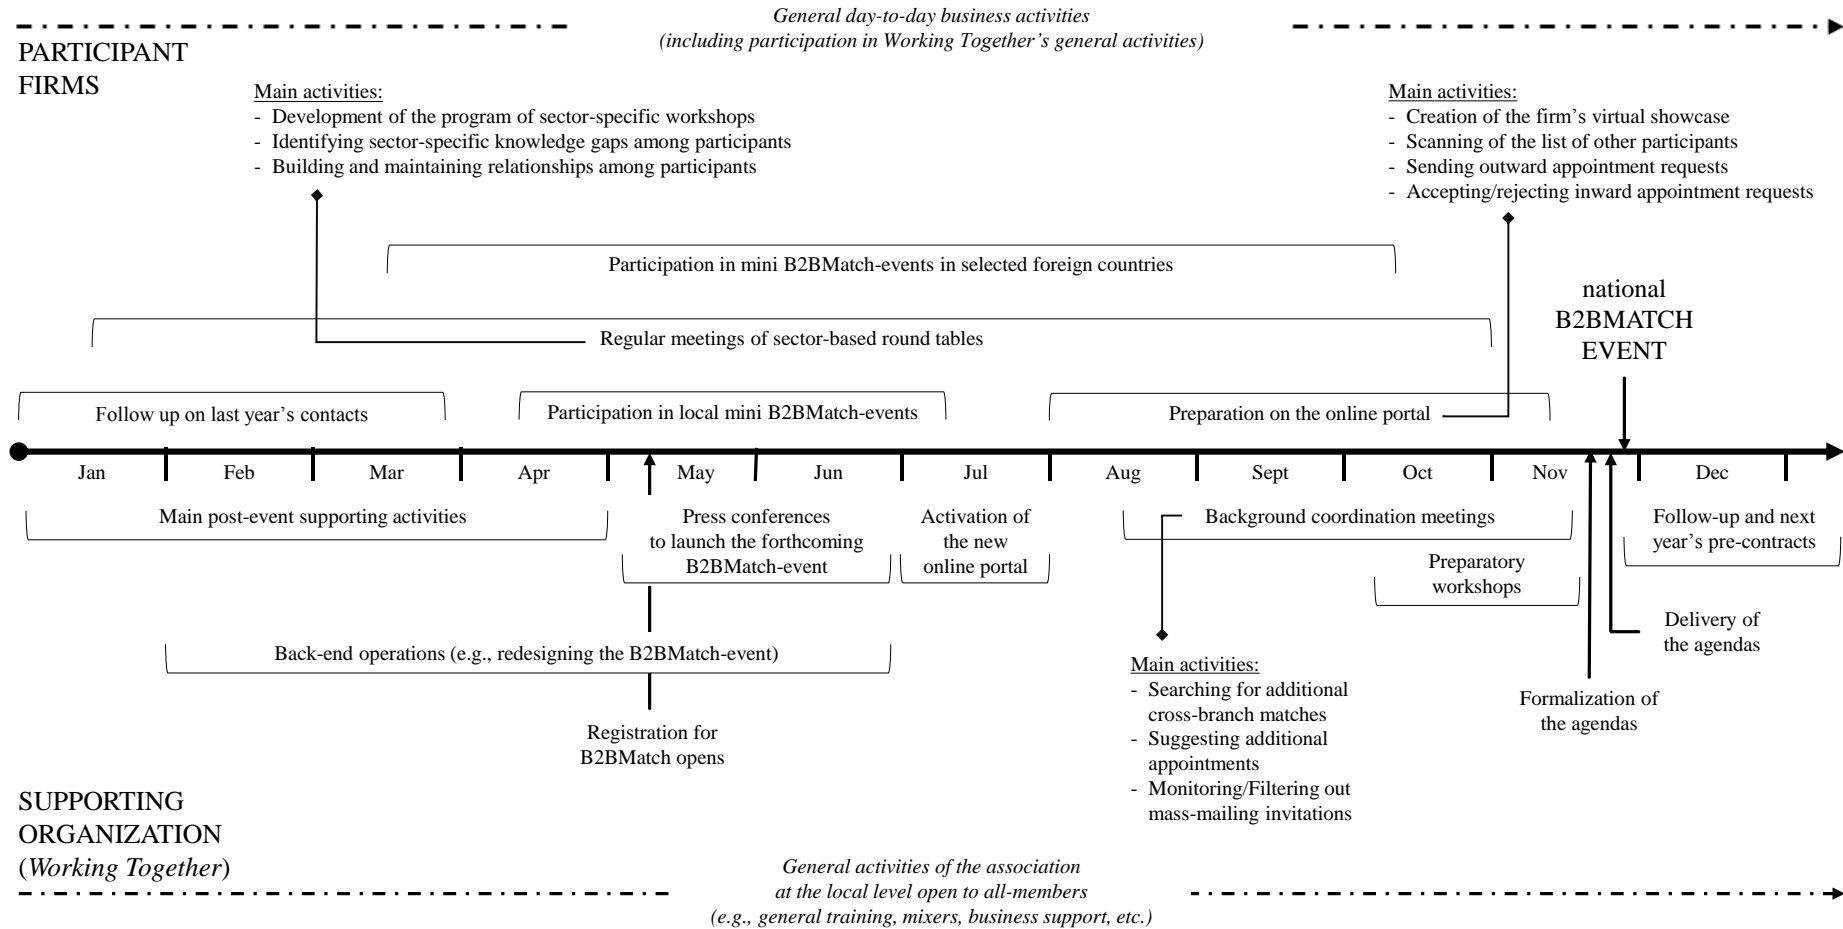 General day-to-day business activities
(including participation in Working Together's general activities)
PARTICIPANT
FIRMS
Main activities:
- Development of the program of sector-specific workshops
- Identifying sector-specific knowledge gaps among participants
- Building and maintaining relationships among participants
Main activities:
- Creation of the firm's virtual showcase
- Scanning of the list of other participants
- Sending outward appointment requests
- Accepting/rejecting inward appointment requests
Participation in mini B2BMatch-events in selected foreign countries
national
B2BMATCH
EVENT
Regular meetings of sector-based round tables
Follow up on last year's contacts
Participation in local mini B2BMatch-events
Preparation on the online portal
Jan
Feb
Mar
Apr
May
Jun
Jul
Aug
Sept
Oct
Nov
Dec
Main post-event supporting activities
Press conferences
to launch the forthcoming
B2BMatch-event
Activation of
the new
online portal
Background coordination meetings
Follow-up and next
year's pre-contracts
Preparatory
workshops
Delivery of
the agendas
Back-end operations (e.g., redesigning the B2BMatch-event)
Main activities:
- Searching for additional
cross-branch matches
- Suggesting additional
appointments
- Monitoring/Filtering out
mass-mailing invitations
Formalization of
the agendas
Registration for
B2BMatch opens
SUPPORTING
ORGANIZATION
(Working Together)
General activities of the association
at the local level open to all-members
(e.g., general training, mixers, business support, etc.)